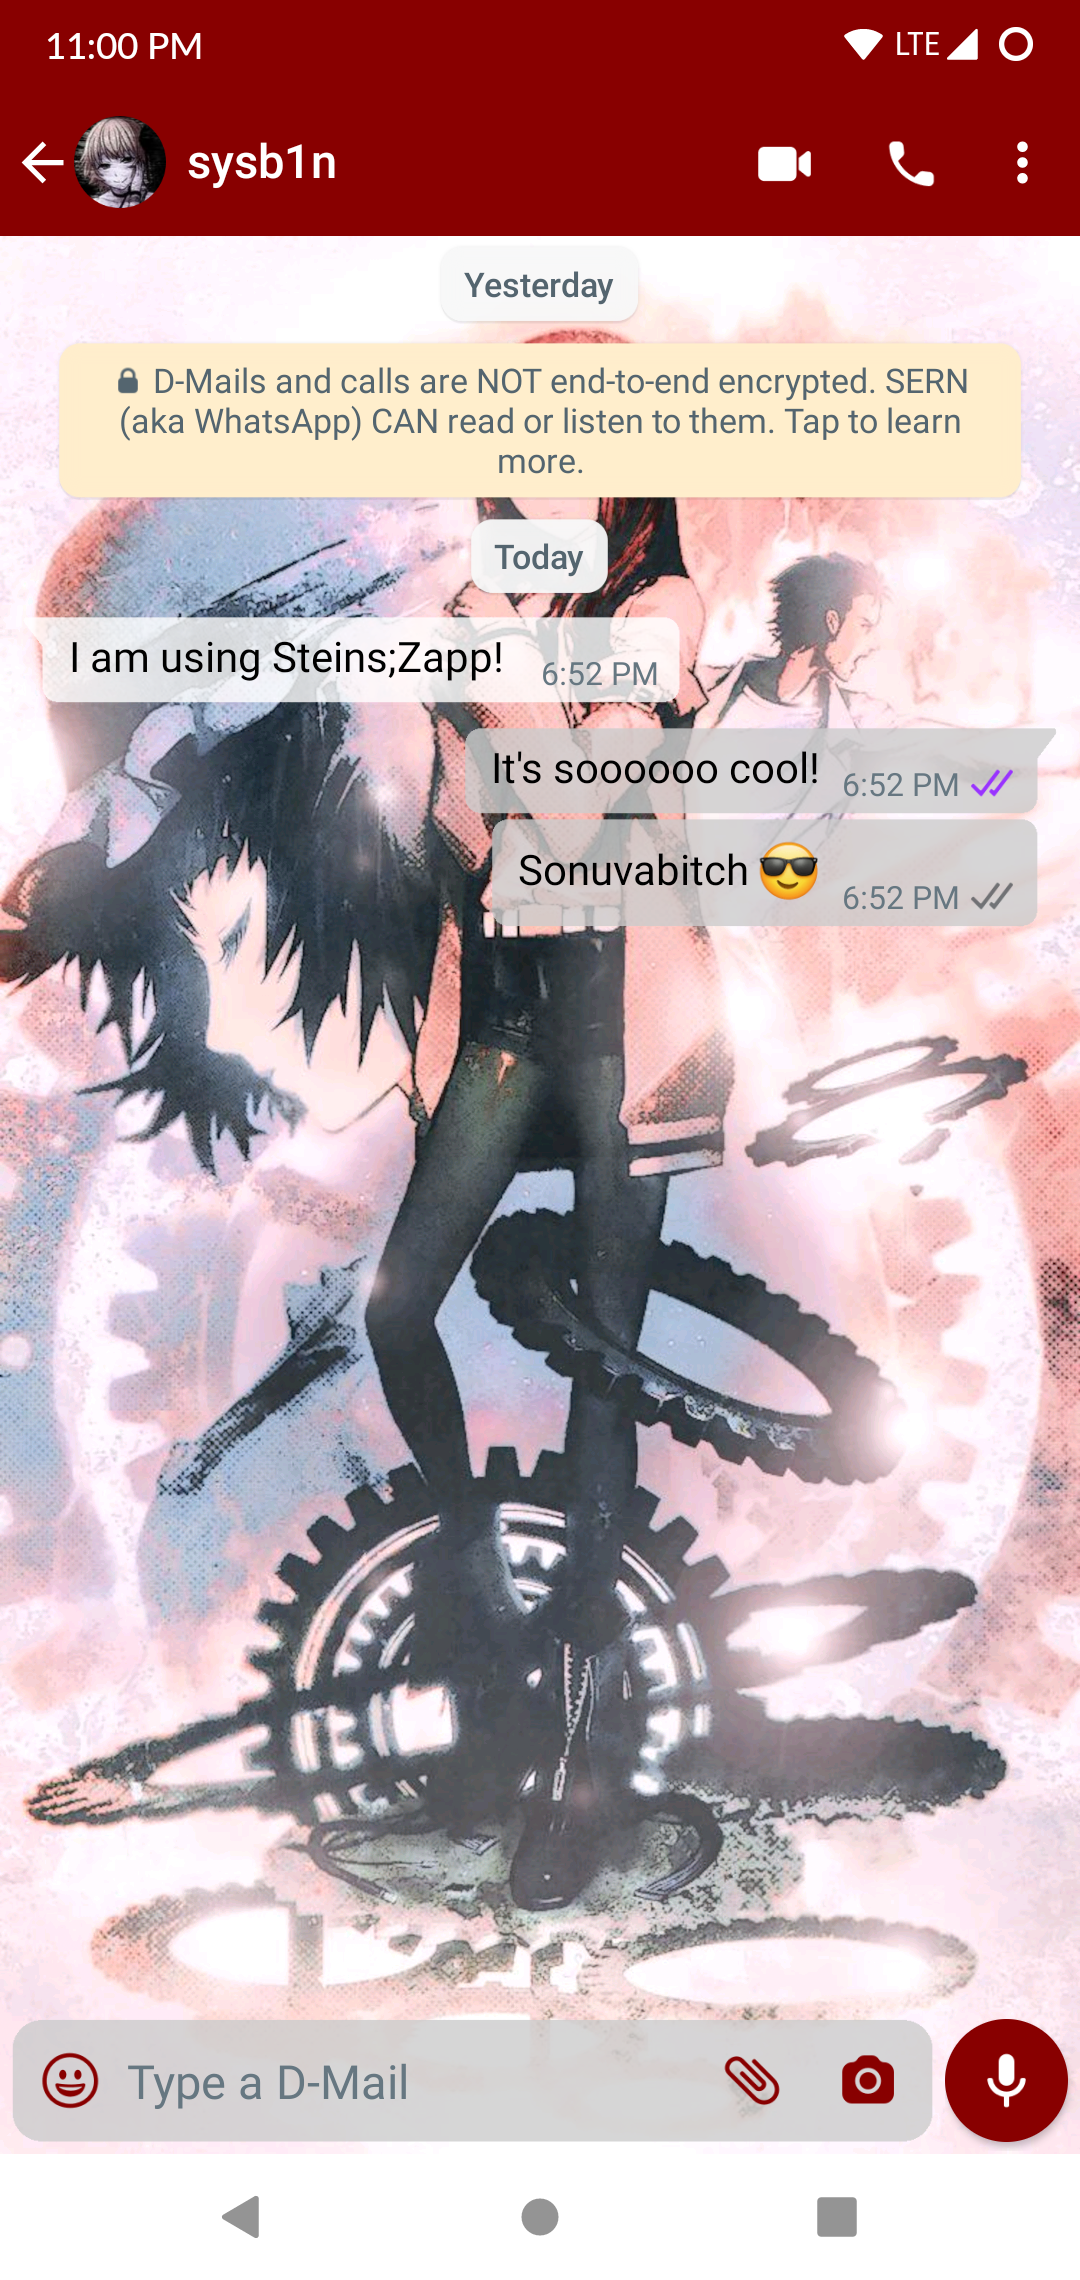 11:00 PM LTE
sysb1n
Yesterday
D-Mails and calls are NOT end-to-end encrypted. SERN
(aka WhatsApp) CAN read or listen to them. Tap to learn
more.
Today
I am using Steins;Zapp! 6:52 PM
It's soooooo cool! 6:52 PM
Sonuvabitch 😎 6:52 PM
Type a D-Mail